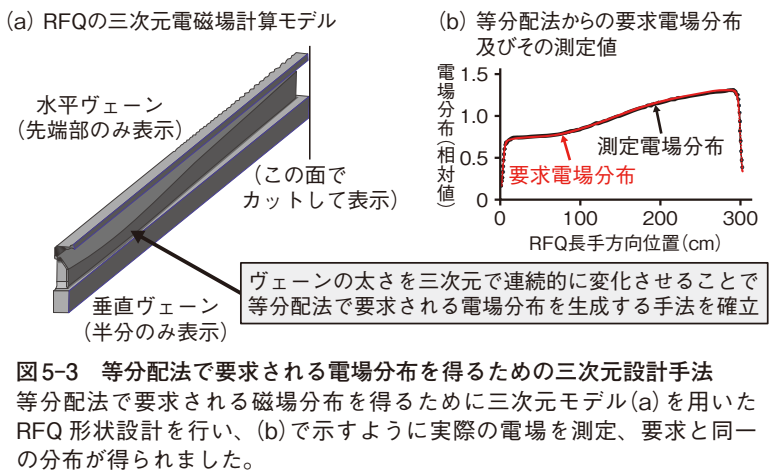 (a) RFQの三次元電磁場計算モデル
水平ヴェーン
(先端部のみ表示)
(この面で
カットして表示)
垂直ヴェーン
(半分のみ表示)
(b) 等分配法からの要求電場分布
及びその測定値
電場分布(相対値)
1.5
1.0
0.5
0
測定電場分布
要求電場分布
0 100 200 300
RFQ長手方向位置(cm)
ヴェーンの太さを三次元で連続的に変化させることで
等分配法で要求される電場分布を生成する手法を確立
図5-3 等分配法で要求される電場分布を得るための三次元設計手法
等分配法で要求される磁場分布を得るために三次元モデル(a)を用いた
RFQ 形状設計を行い、(b)で示すように実際の電場を測定、要求と同一
の分布が得られました。